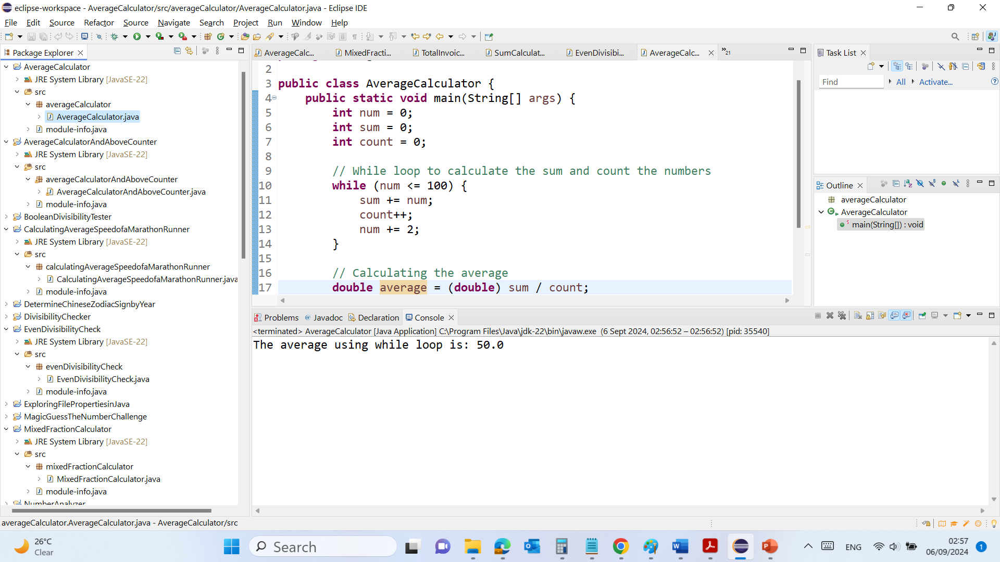 eclipse-workspace - AverageCalculator/src/averageCalculator/AverageCalculator.java - Eclipse IDE
File Edit Source Refactor Source Navigate Search Project Run Window Help
Package Explorer
AverageCalculator
JRE System Library [JavaSE-22]
src
averageCalculator
AverageCalculator.java
module-info.java
AverageCalculatorAndAboveCounter
JRE System Library [JavaSE-22]
src
averageCalculatorAndAboveCounter
AverageCalculatorAndAboveCounter.java
module-info.java
BooleanDivisibilityTester
CalculatingAverageSpeedofaMarathonRunner
JRE System Library [JavaSE-22]
src
calculatingAverageSpeedofaMarathonRunner
CalculatingAverageSpeedofaMarathonRunner.java
module-info.java
DetermineChineseZodiacSignbyYear
DivisibilityChecker
EvenDivisibilityCheck
JRE System Library [JavaSE-22]
src
evenDivisibilityCheck
EvenDivisibilityCheck.java
module-info.java
ExploringFilePropertiesinJava
MagicGuessTheNumberChallenge
MixedFractionCalculator
JRE System Library [JavaSE-22]
src
mixedFractionCalculator
MixedFractionCalculator.java
module-info.java
NumberAnalyzer
AverageCalc... MixedFracti... TotalInvoic... SumCalculat... EvenDivisibi... AverageCalc... 21
2
3 public class AverageCalculator {
4 public static void main(String[] args) {
5 int num = 0;
6 int sum = 0;
7 int count = 0;
8
9 // While loop to calculate the sum and count the numbers
10 while (num <= 100) {
11 sum += num;
12 count++;
13 num += 2;
14 }
15
16 // Calculating the average
17 double average = (double) sum / count;
Problems Javadoc Declaration Console
<terminated> AverageCalculator [Java Application] C:\Program Files\Java\jdk-22\bin\javaw.exe (6 Sept 2024, 02:56:52 – 02:56:52) [pid: 35540]
The average using while loop is: 50.0
Task List
Find All Activate...
Outline
averageCalculator
AverageCalculator
main(String[]) : void
averageCalculator.AverageCalculator.java - AverageCalculator/src
26°C
Clear
Search
ENG
02:57
06/09/2024
1